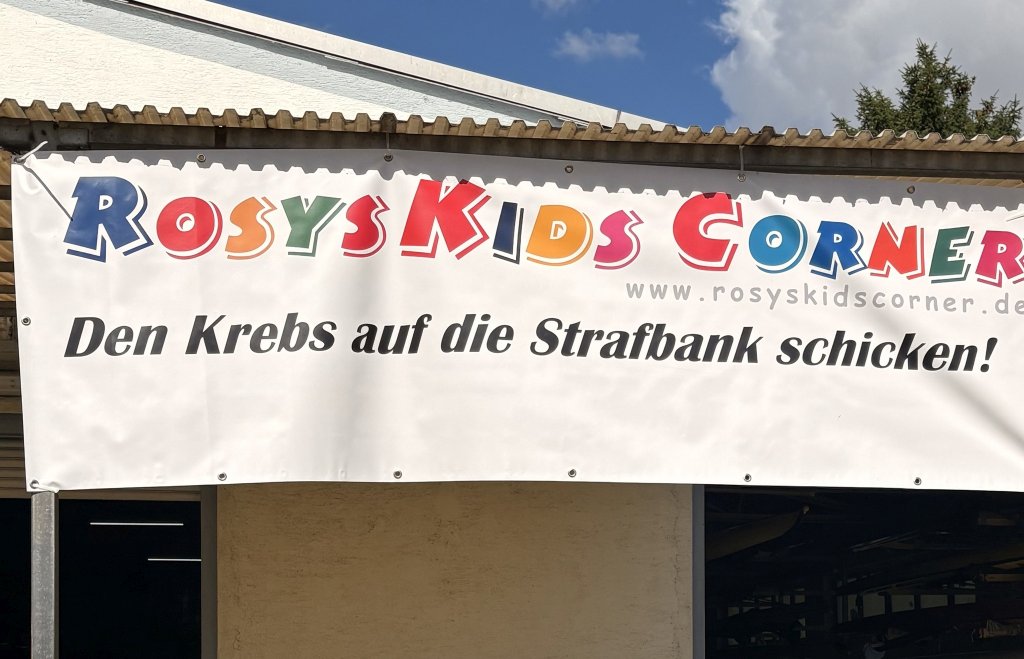 ROSYSKIDS CORNER
www.rosyskidscorner.de
Den Krebs auf die Strafbank schicken!